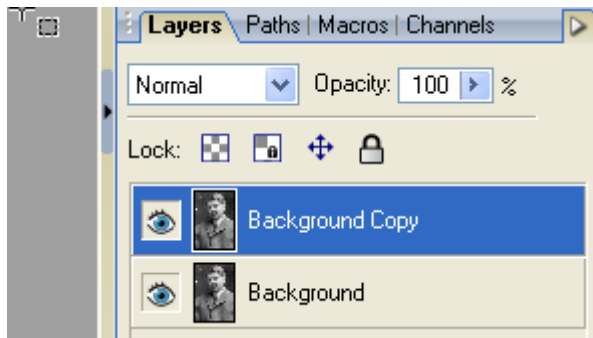 Layers Paths | Macros | Channels
Normal Opacity: 100 %
Lock:
Background Copy
Background